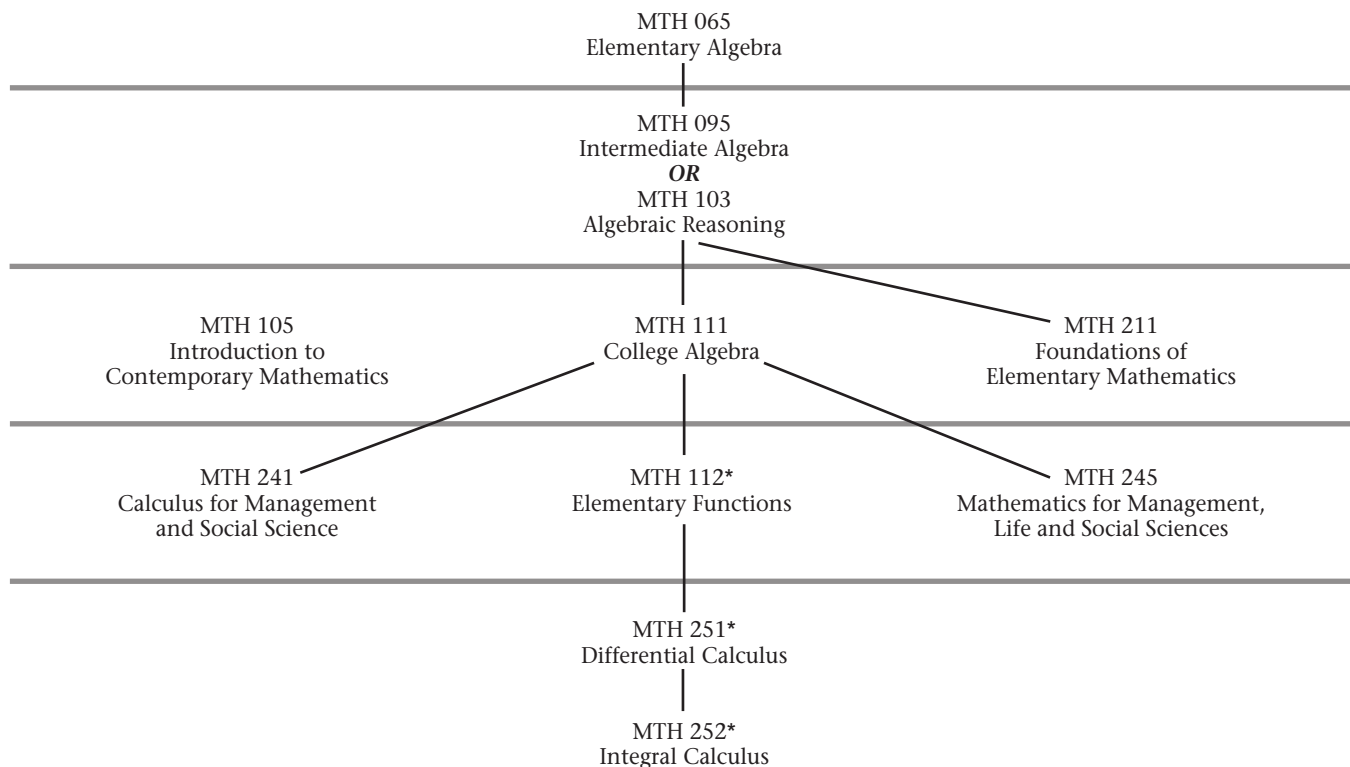 MTH 065
Elementary Algebra
MTH 095
Intermediate Algebra
OR
MTH 103
Algebraic Reasoning
MTH 105
Introduction to
Contemporary Mathematics
MTH 111
College Algebra
MTH 211
Foundations of
Elementary Mathematics
MTH 241
Calculus for Management
and Social Science
MTH 112*
Elementary Functions
MTH 245
Mathematics for Management,
Life and Social Sciences
MTH 251*
Differential Calculus
MTH 252*
Integral Calculus